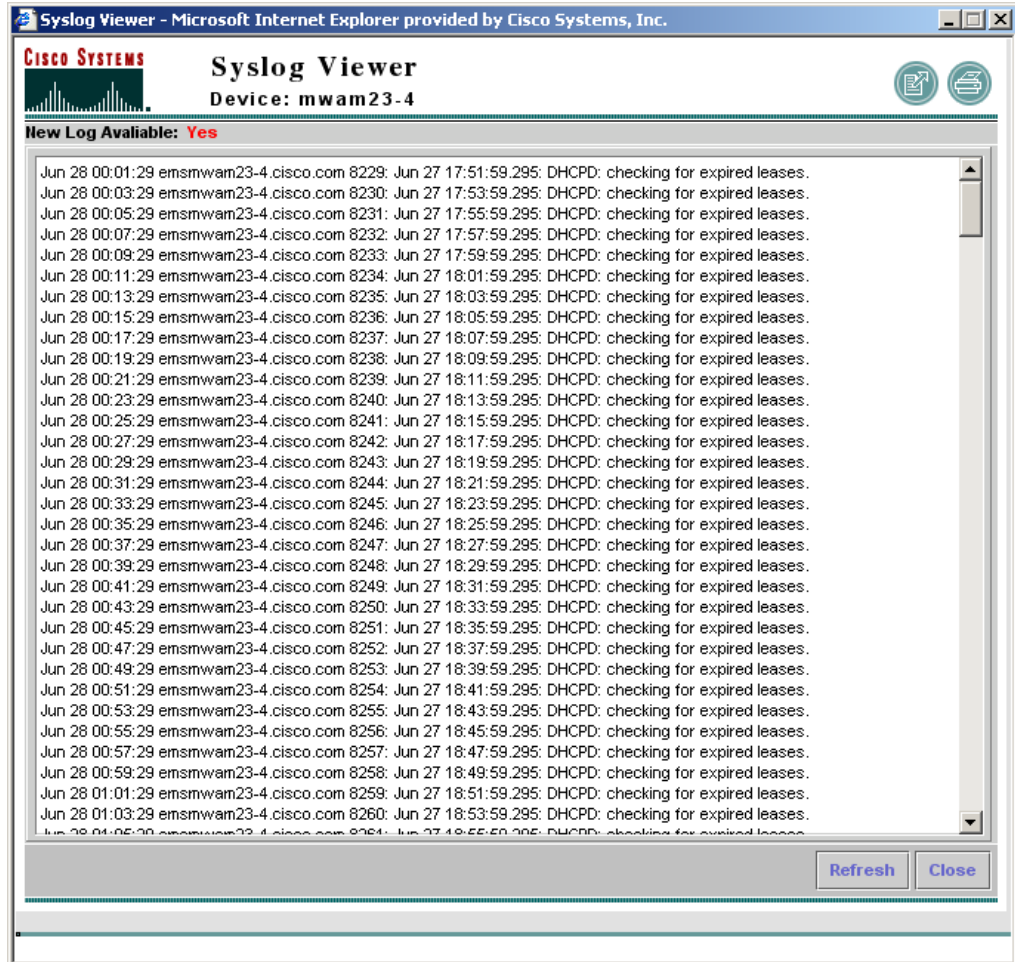 Syslog Viewer - Microsoft Internet Explorer provided by Cisco Systems, Inc.
CISCO SYSTEMS
Syslog Viewer
Device: mwam23-4
New Log Avaliable: Yes
Jun 28 00:01:29 emsmwam23-4.cisco.com 8229: Jun 27 17:51:59.295: DHCPD: checking for expired leases.
Jun 28 00:03:29 emsmwam23-4.cisco.com 8230: Jun 27 17:53:59.295: DHCPD: checking for expired leases.
Jun 28 00:05:29 emsmwam23-4.cisco.com 8231: Jun 27 17:55:59.295: DHCPD: checking for expired leases.
Jun 28 00:07:29 emsmwam23-4.cisco.com 8232: Jun 27 17:57:59.295: DHCPD: checking for expired leases.
Jun 28 00:09:29 emsmwam23-4.cisco.com 8233: Jun 27 17:59:59.295: DHCPD: checking for expired leases.
Jun 28 00:11:29 emsmwam23-4.cisco.com 8234: Jun 27 18:01:59.295: DHCPD: checking for expired leases.
Jun 28 00:13:29 emsmwam23-4.cisco.com 8235: Jun 27 18:03:59.295: DHCPD: checking for expired leases.
Jun 28 00:15:29 emsmwam23-4.cisco.com 8236: Jun 27 18:05:59.295: DHCPD: checking for expired leases.
Jun 28 00:17:29 emsmwam23-4.cisco.com 8237: Jun 27 18:07:59.295: DHCPD: checking for expired leases.
Jun 28 00:19:29 emsmwam23-4.cisco.com 8238: Jun 27 18:09:59.295: DHCPD: checking for expired leases.
Jun 28 00:21:29 emsmwam23-4.cisco.com 8239: Jun 27 18:11:59.295: DHCPD: checking for expired leases.
Jun 28 00:23:29 emsmwam23-4.cisco.com 8240: Jun 27 18:13:59.295: DHCPD: checking for expired leases.
Jun 28 00:25:29 emsmwam23-4.cisco.com 8241: Jun 27 18:15:59.295: DHCPD: checking for expired leases.
Jun 28 00:27:29 emsmwam23-4.cisco.com 8242: Jun 27 18:17:59.295: DHCPD: checking for expired leases.
Jun 28 00:29:29 emsmwam23-4.cisco.com 8243: Jun 27 18:19:59.295: DHCPD: checking for expired leases.
Jun 28 00:31:29 emsmwam23-4.cisco.com 8244: Jun 27 18:21:59.295: DHCPD: checking for expired leases.
Jun 28 00:33:29 emsmwam23-4.cisco.com 8245: Jun 27 18:23:59.295: DHCPD: checking for expired leases.
Jun 28 00:35:29 emsmwam23-4.cisco.com 8246: Jun 27 18:25:59.295: DHCPD: checking for expired leases.
Jun 28 00:37:29 emsmwam23-4.cisco.com 8247: Jun 27 18:27:59.295: DHCPD: checking for expired leases.
Jun 28 00:39:29 emsmwam23-4.cisco.com 8248: Jun 27 18:29:59.295: DHCPD: checking for expired leases.
Jun 28 00:41:29 emsmwam23-4.cisco.com 8249: Jun 27 18:31:59.295: DHCPD: checking for expired leases.
Jun 28 00:43:29 emsmwam23-4.cisco.com 8250: Jun 27 18:33:59.295: DHCPD: checking for expired leases.
Jun 28 00:45:29 emsmwam23-4.cisco.com 8251: Jun 27 18:35:59.295: DHCPD: checking for expired leases.
Jun 28 00:47:29 emsmwam23-4.cisco.com 8252: Jun 27 18:37:59.295: DHCPD: checking for expired leases.
Jun 28 00:49:29 emsmwam23-4.cisco.com 8253: Jun 27 18:39:59.295: DHCPD: checking for expired leases.
Jun 28 00:51:29 emsmwam23-4.cisco.com 8254: Jun 27 18:41:59.295: DHCPD: checking for expired leases.
Jun 28 00:53:29 emsmwam23-4.cisco.com 8255: Jun 27 18:43:59.295: DHCPD: checking for expired leases.
Jun 28 00:55:29 emsmwam23-4.cisco.com 8256: Jun 27 18:45:59.295: DHCPD: checking for expired leases.
Jun 28 00:57:29 emsmwam23-4.cisco.com 8257: Jun 27 18:47:59.295: DHCPD: checking for expired leases.
Jun 28 00:59:29 emsmwam23-4.cisco.com 8258: Jun 27 18:49:59.295: DHCPD: checking for expired leases.
Jun 28 01:01:29 emsmwam23-4.cisco.com 8259: Jun 27 18:51:59.295: DHCPD: checking for expired leases.
Jun 28 01:03:29 emsmwam23-4.cisco.com 8260: Jun 27 18:53:59.295: DHCPD: checking for expired leases.
Jun 28 01:05:29 emsmwam23-4.cisco.com 8261: Jun 27 18:55:59.295: DHCPD: checking for expired leases.
Refresh
Close